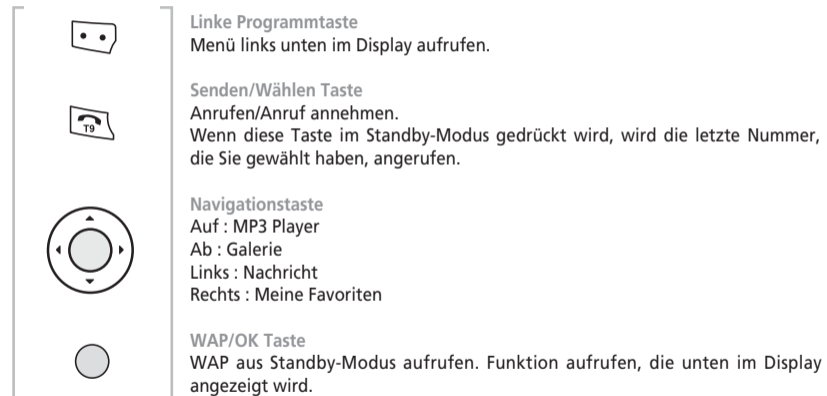 Linke Programmtaste
Menü links unten im Display aufrufen.
Senden/Wählen Taste
Anrufen/Anruf annehmen.
Wenn diese Taste im Standby-Modus gedrückt wird, wird die letzte Nummer,
die Sie gewählt haben, angerufen.
T9
Navigationstaste
Auf : MP3 Player
Ab : Galerie
Links : Nachricht
Rechts : Meine Favoriten
WAP/OK Taste
WAP aus Standby-Modus aufrufen. Funktion aufrufen, die unten im Display
angezeigt wird.